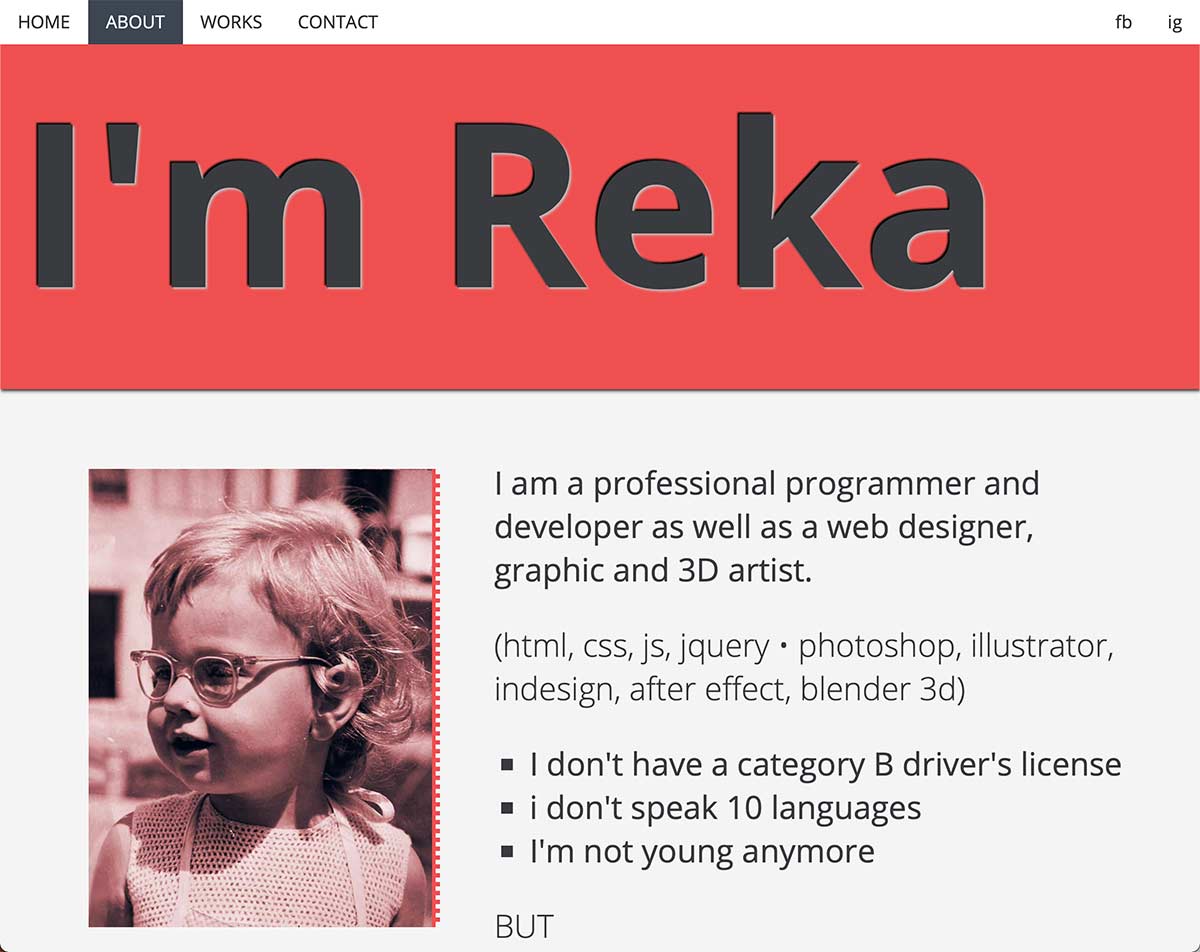 HOME ABOUT WORKS CONTACT fb ig
I'm Reka
I am a professional programmer and
developer as well as a web designer,
graphic and 3D artist.
(html, css, js, jquery • photoshop, illustrator,
indesign, after effect, blender 3d)
▪ I don't have a category B driver's license
▪ i don't speak 10 languages
▪ I'm not young anymore
BUT